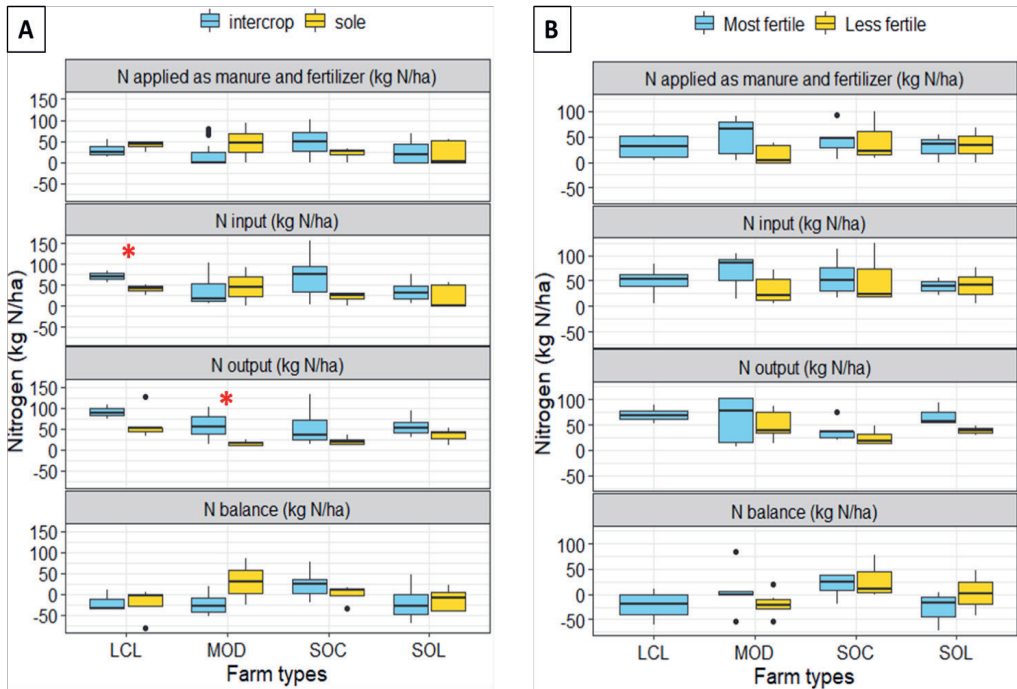 A
intercrop sole
N applied as manure and fertilizer (kg N/ha)
150
100
50
0
-50
N input (kg N/ha)
150
100
50
0
-50
N output (kg N/ha)
150
100
50
0
-50
N balance (kg N/ha)
150
100
50
0
-50
Nitrogen (kg N/ha)
LCL MOD SOC SOL
Farm types
B
Most fertile Less fertile
N applied as manure and fertilizer (kg N/ha)
100
50
0
-50
N input (kg N/ha)
100
50
0
-50
N output (kg N/ha)
100
50
0
-50
N balance (kg N/ha)
100
50
0
-50
Nitrogen (kg N/ha)
LCL MOD SOC SOL
Farm types